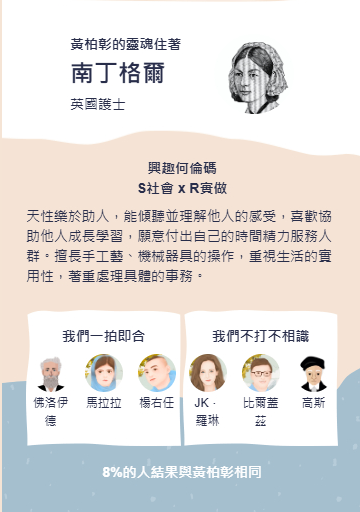 黃柏彰的靈魂住著
南丁格爾
英國護士
興趣何倫碼
S社會 x R實做
天性樂於助人，能傾聽並理解他人的感受，喜歡協
助他人成長學習，願意付出自己的時間精力服務人
群。擅長手工藝、機械器具的操作，重視生活的實
用性，著重處理具體的事務。
我們一拍即合
我們不打不相識
佛洛伊
德
馬拉拉
楊右任
JK・
羅琳
比爾蓋
茲
高斯
8%的人結果與黃柏彰相同